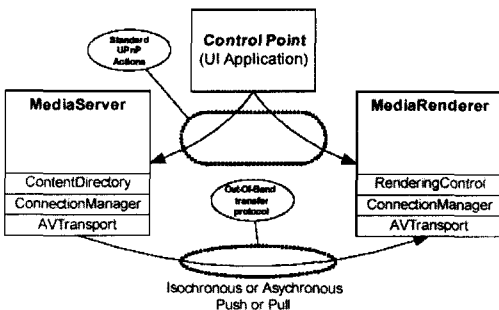 Standard
UPnP
Actions
Control Point
(UI Application)
MediaServer
ContentDirectory
ConnectionManager
AVTransport
MediaRenderer
RenderingControl
ConnectionManager
AVTransport
Out-Of-Band
transfer
protocol
Isochronous or Asychronous
Push or Pull